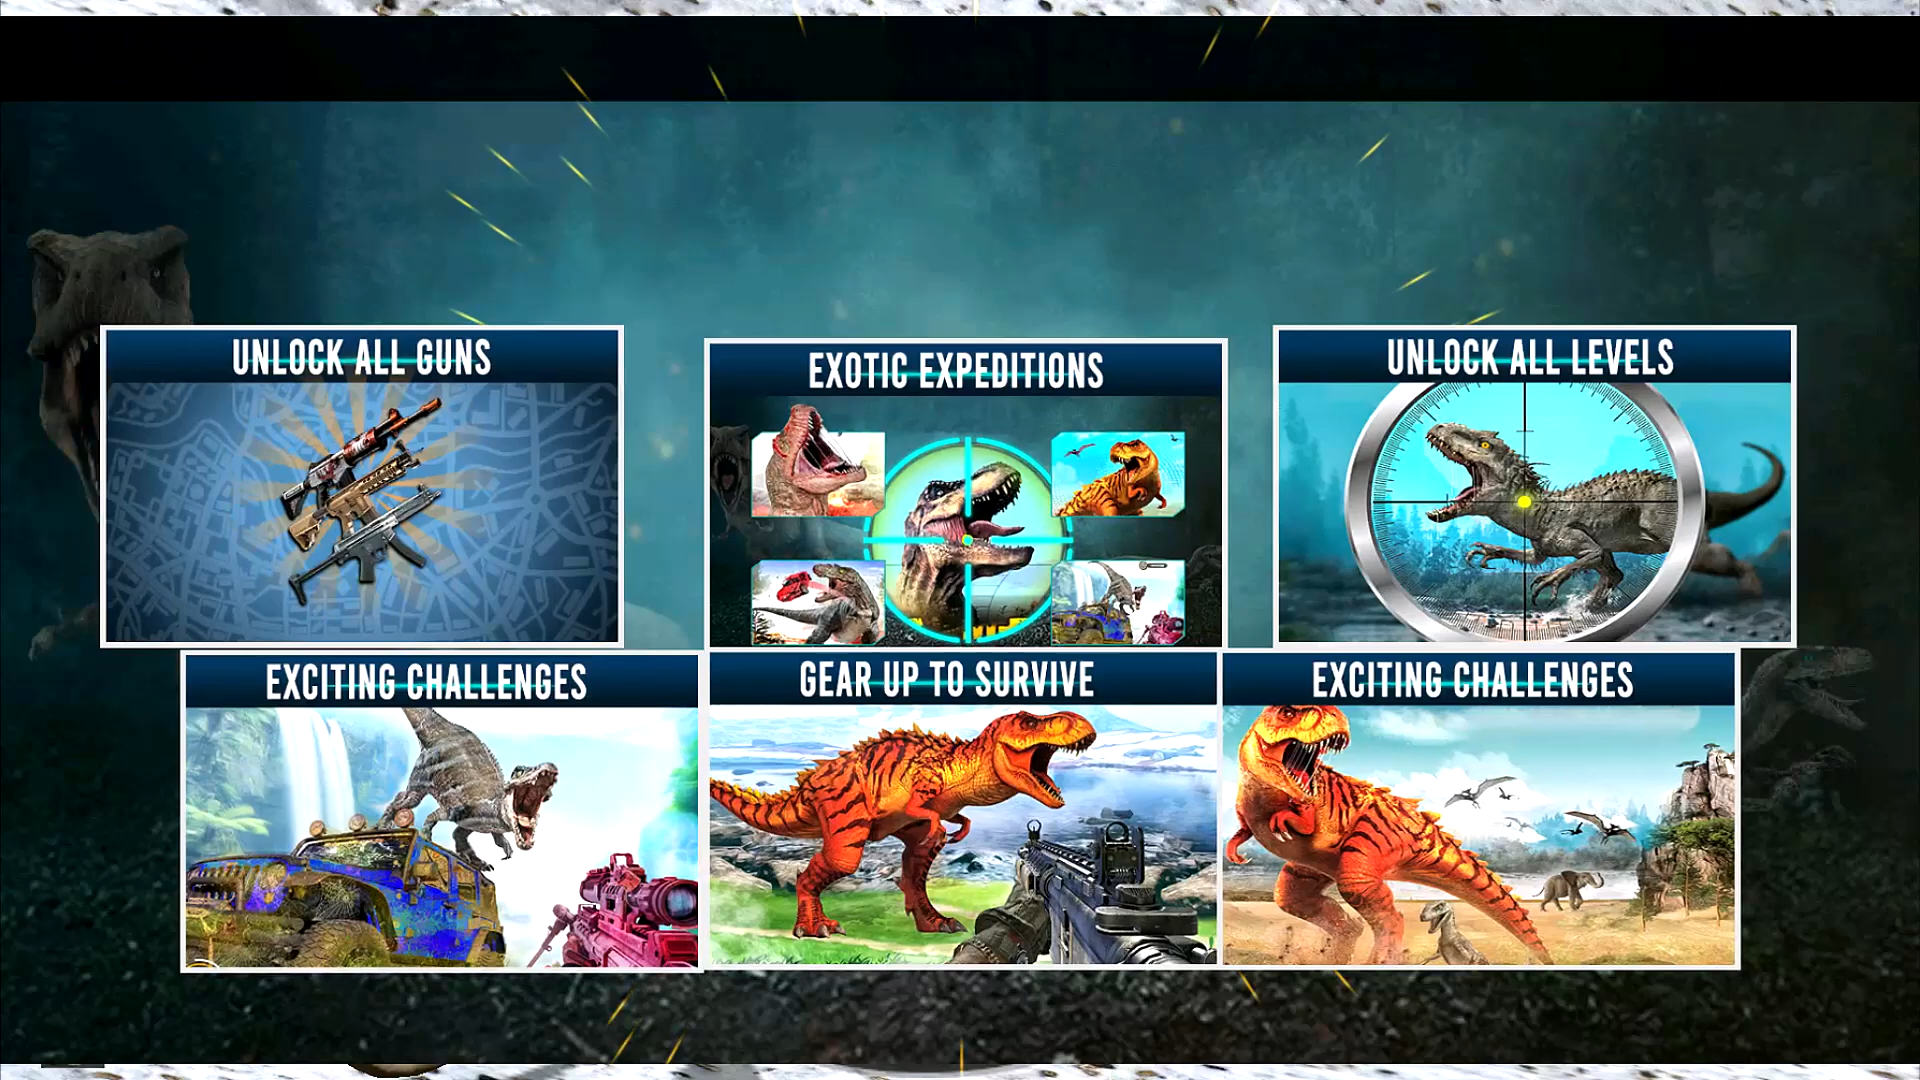 UNLOCK ALL GUNS
EXOTIC EXPEDITIONS
UNLOCK ALL LEVELS
EXCITING CHALLENGES
GEAR UP TO SURVIVE
EXCITING CHALLENGES